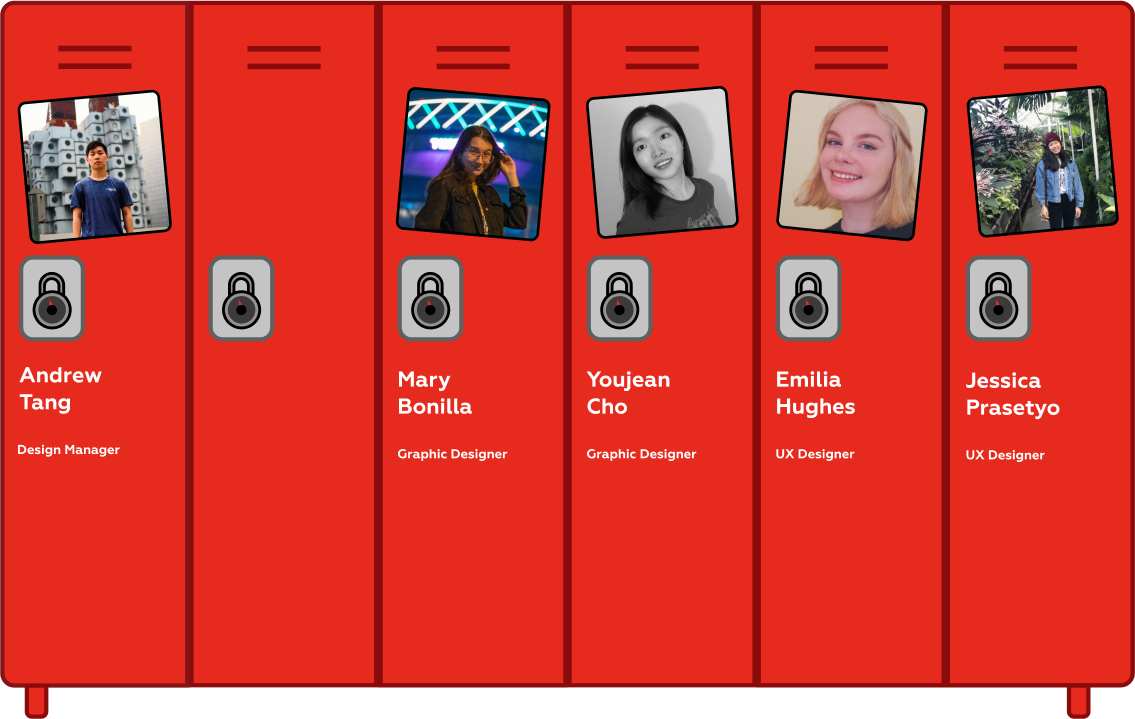 Andrew
Tang
Design Manager
Mary
Bonilla
Graphic Designer
Youjean
Cho
Graphic Designer
Emilia
Hughes
UX Designer
Jessica
Prasetyo
UX Designer